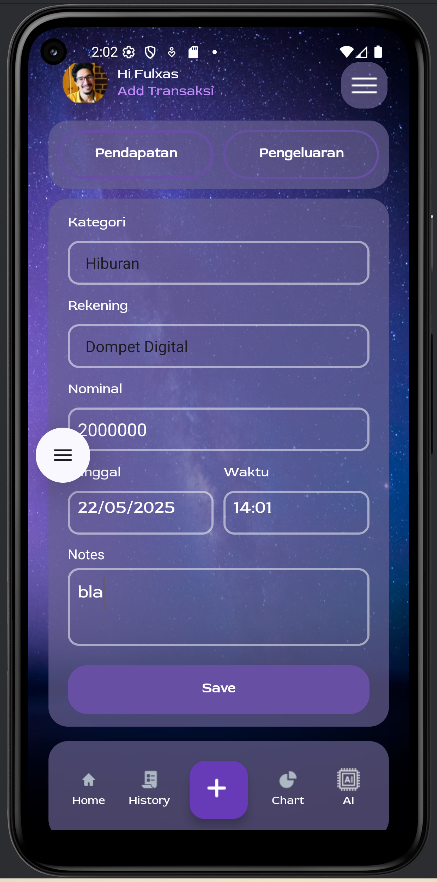 2:02
Hi Fulxas
Add Transaksi
Pendapatan Pengeluaran
Kategori
Hiburan
Rekening
Dompet Digital
Nominal
2000000
nggal Waktu
22/05/2025 14:01
Notes
bla
Save
Home History Chart AI
AI